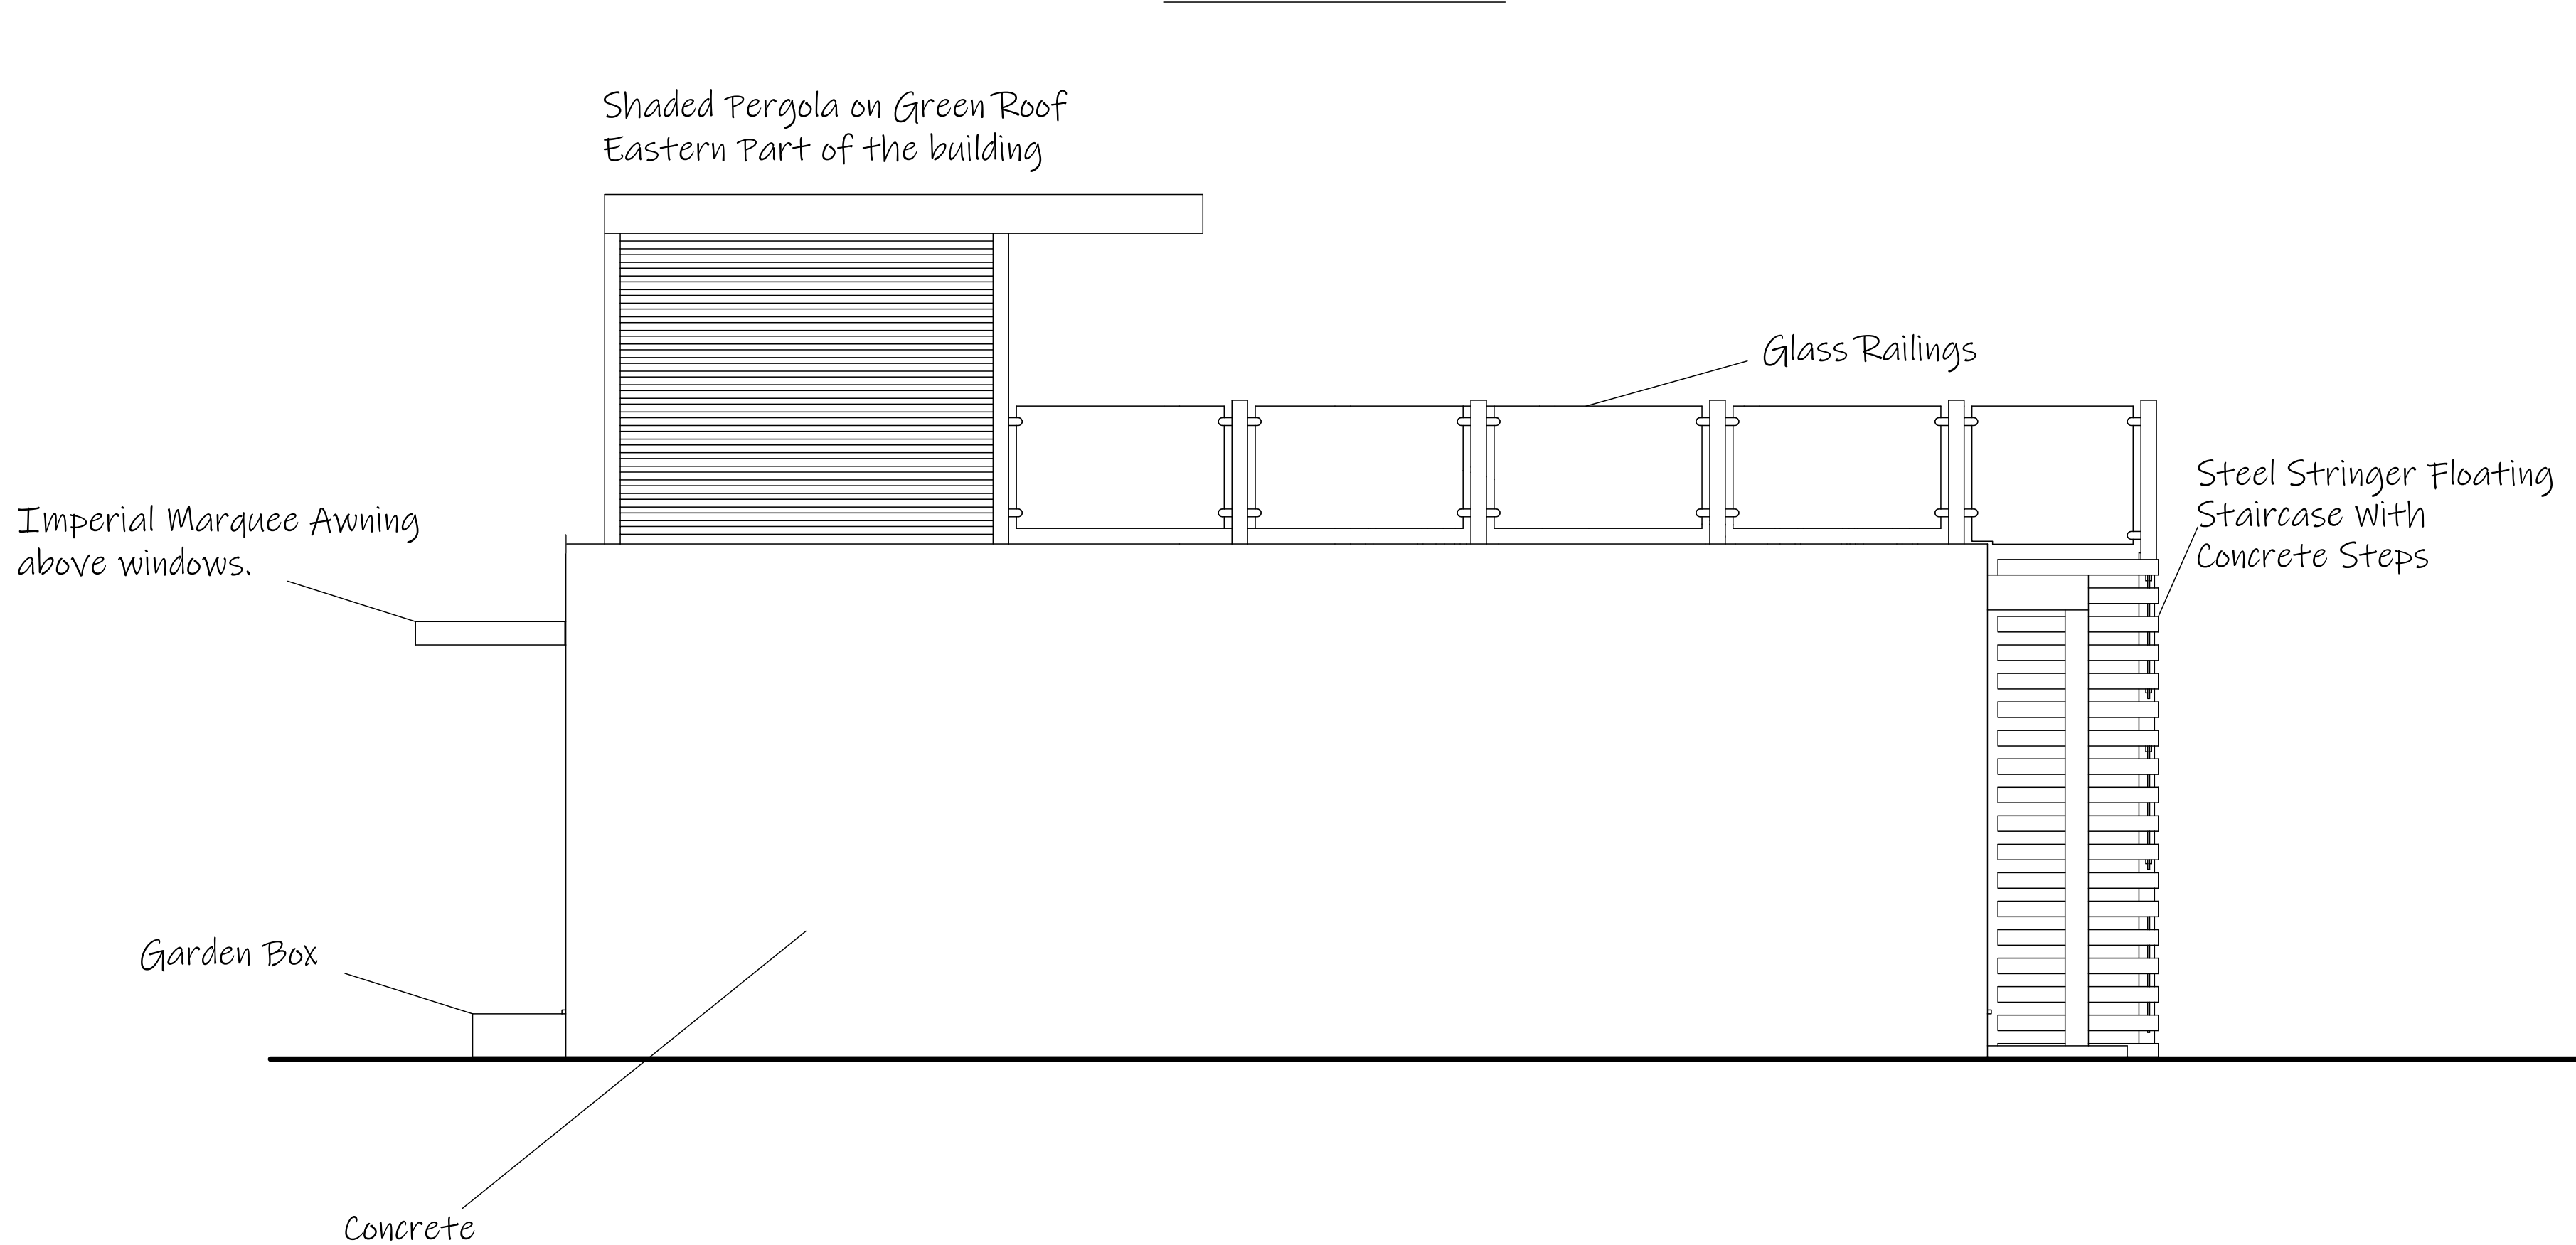 Shaded Pergola on Green Roof
Eastern Part of the building
Glass Railings
Steel Stringer Floating
Staircase With
Concrete Steps
Imperial Marquee Awning
above windows.
Garden Box
Concrete